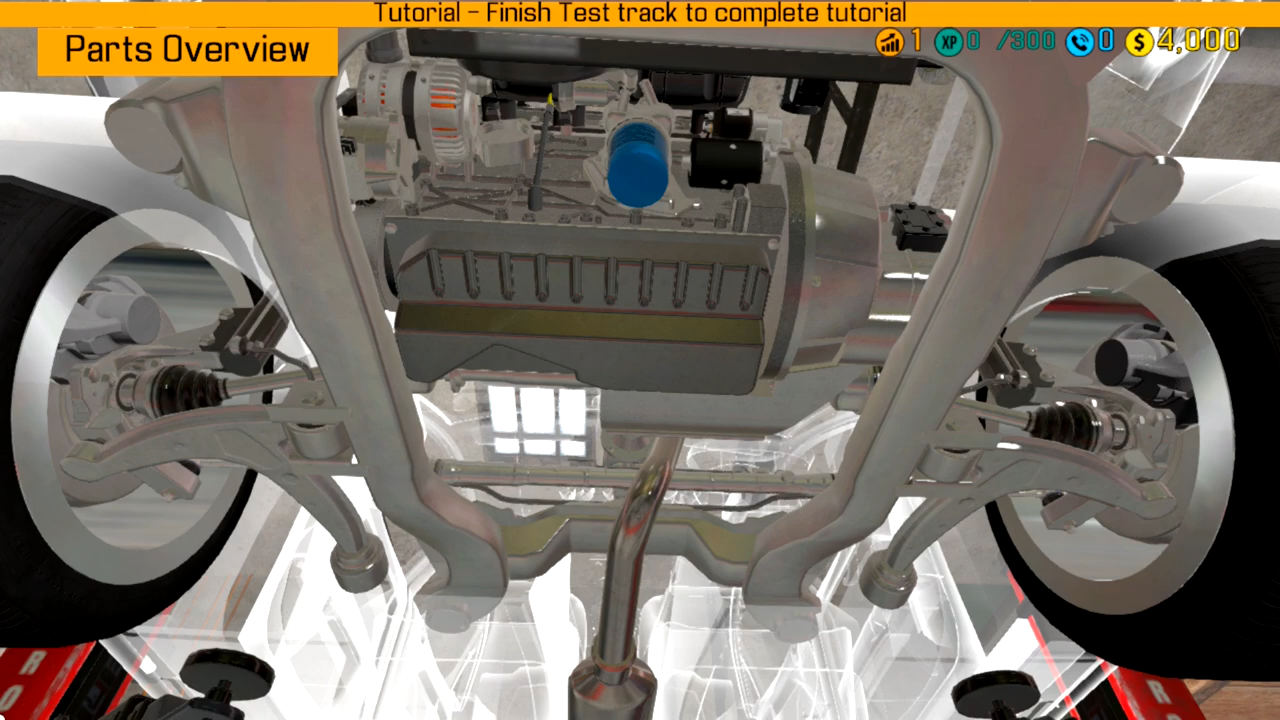 Tutorial - Finish Test track to complete tutorial
Parts Overview
1 XP 0 /300 0 $ 4,000
R
O
R